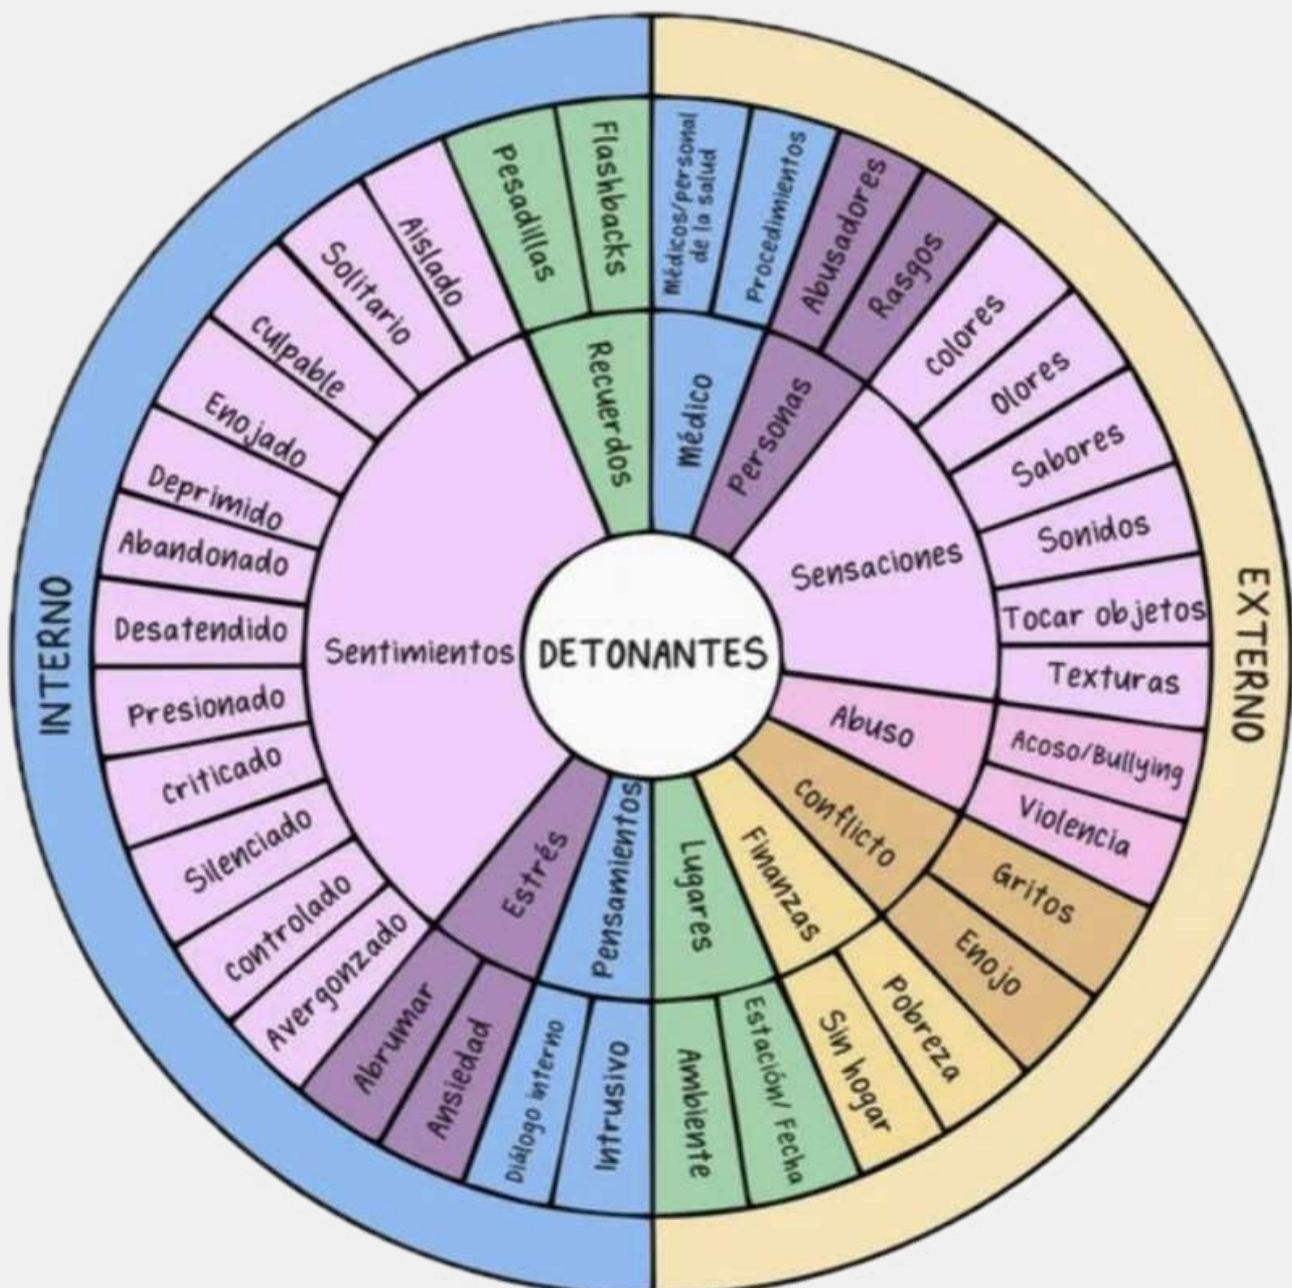 DETONANTES
INTERNO
EXTERNO
Médico
Médicos/personal
de la salud
Procedimientos
Personas
Abusadores
Rasgos
Sensaciones
Colores
Olores
Sabores
Sonidos
Tocar objetos
Texturas
Abuso
Acoso/Bullying
Violencia
Conflicto
Gritos
Enojo
Finanzas
Pobreza
Sin hogar
Lugares
Estación/ Fecha
Ambiente
Pensamientos
Intrusivo
Diálogo interno
Estrés
Ansiedad
Abrumar
Sentimientos
Avergonzado
Controlado
Silenciado
Criticado
Presionado
Desatendido
Abandonado
Deprimido
Enojado
Culpable
Solitario
Aislado
Recuerdos
Pesadillas
Flashbacks